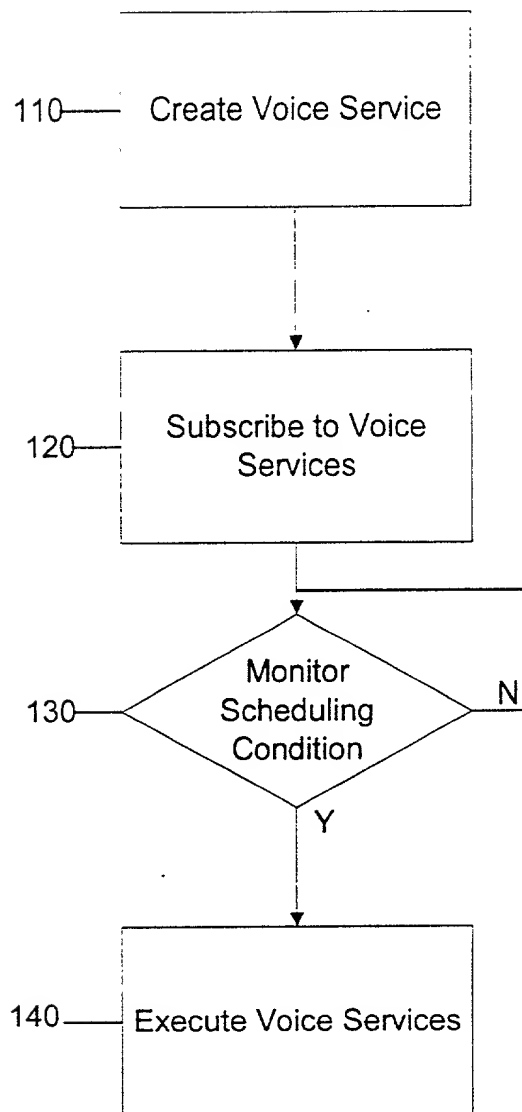 110
Create Voice Service
120
Subscribe to Voice
Services
130
Monitor
Scheduling
Condition
N
Y
140
Execute Voice Services